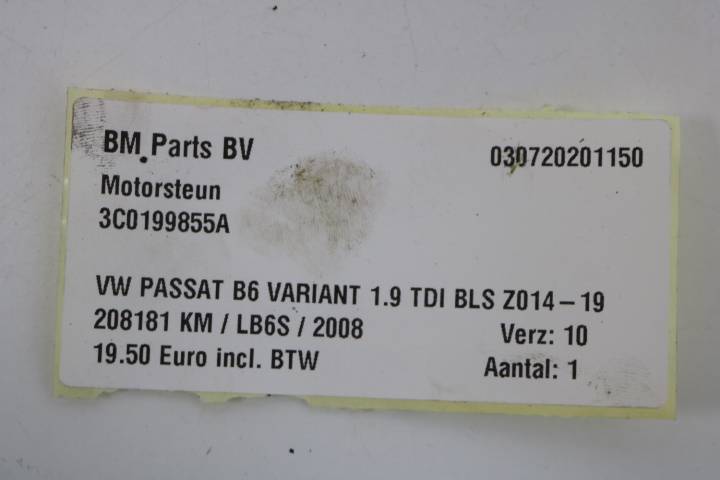 BM Parts BV 030720201150
Motorsteun
3C0199855A
VW PASSAT B6 VARIANT 1.9 TDI BLS Z014-19
208181 KM / LB6S / 2008 Verz: 10
19.50 Euro incl. BTW Aantal: 1